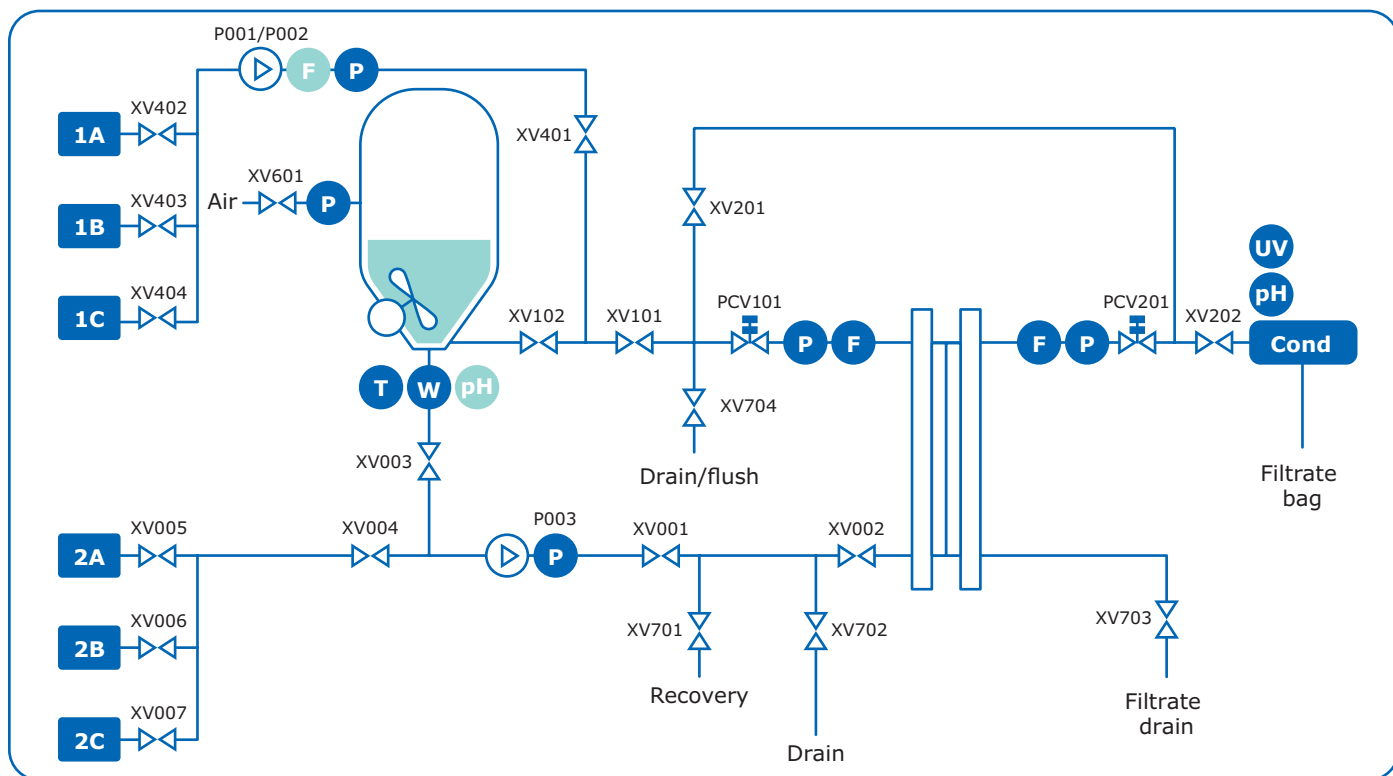 P001/P002
F
P
XV402
1A
XV401
XV601
Air
P
XV403
1B
XV201
UV
pH
XV404
1C
XV102
XV101
PCV101
P
F
F
P
PCV201
XV202
Cond
T
W
pH
XV704
XV003
Drain/flush
Filtrate
bag
XV005
2A
XV004
P003
P
XV001
XV002
XV006
2B
XV701
XV702
XV703
Recovery
Filtrate
drain
XV007
2C
Drain